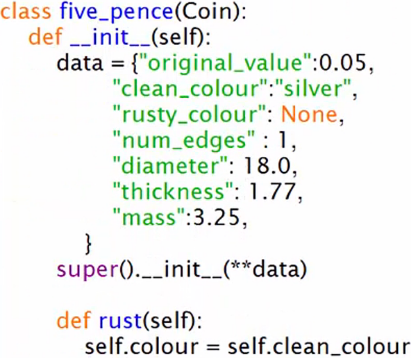 class five_pence(Coin):
    def __init__(self):
        data = {"original_value":0.05,
                "clean_colour":"silver",
                "rusty_colour": None,
                "num_edges" : 1,
                "diameter": 18.0,
                "thickness": 1.77,
                "mass":3.25,
            }
        super().__init__(**data)

        def rust(self):
            self.colour = self.clean_colour